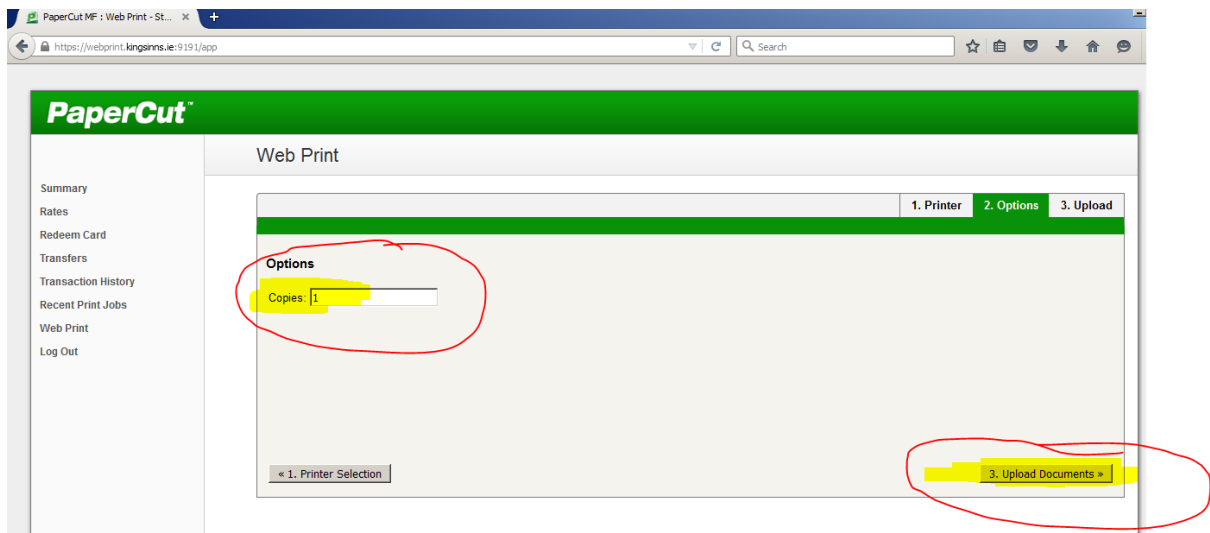 PaperCut MF : Web Print - St...
https://webprint.kingsinns.ie:9191/app
Search
PaperCut™
Web Print
Summary
Rates
Redeem Card
Transfers
Transaction History
Recent Print Jobs
Web Print
Log Out
1. Printer 2. Options 3. Upload
Options
Copies: 1
« 1. Printer Selection
3. Upload Documents »